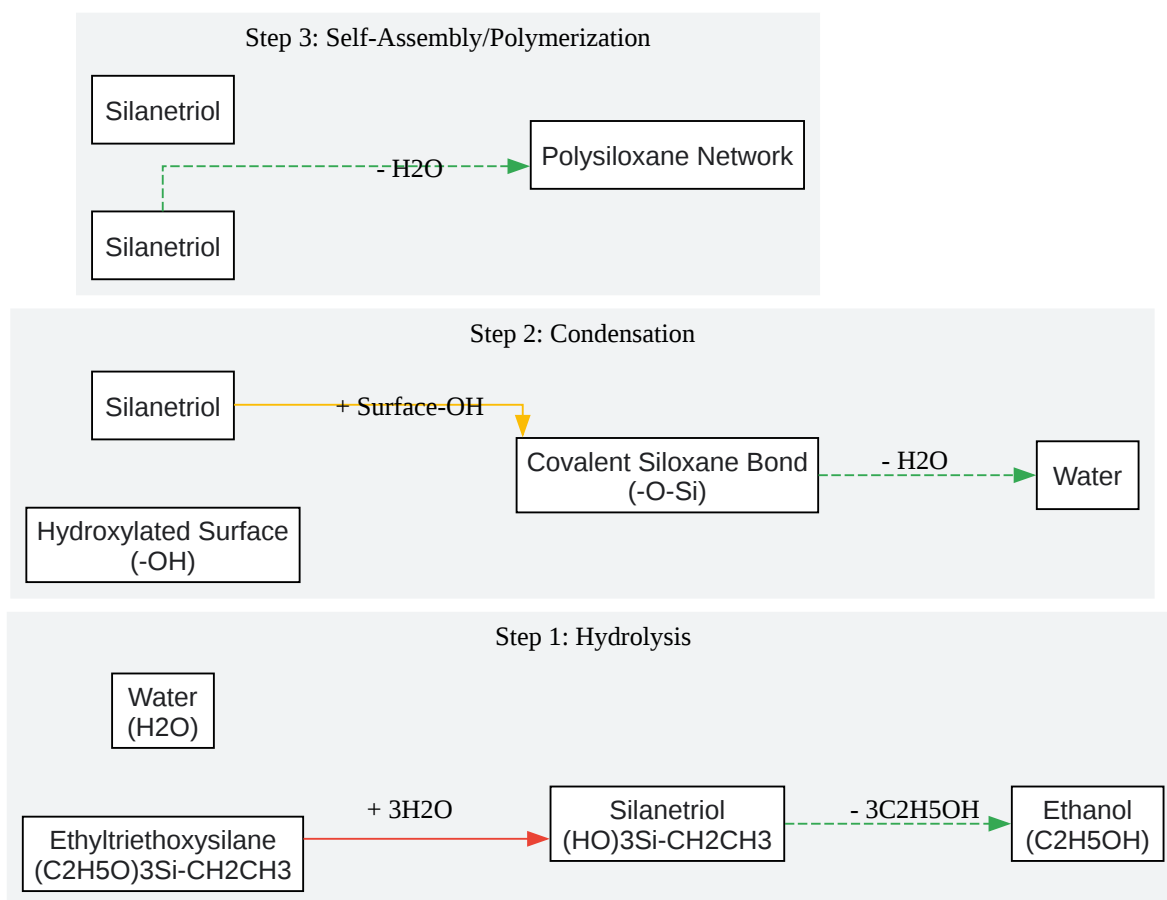 Step 3: Self-Assembly/Polymerization
Silanetriol
Polysiloxane Network
- H2O
Silanetriol
Step 2: Condensation
Silanetriol
+ Surface-OH
Covalent Siloxane Bond
(-O-Si)
- H2O
Water
Hydroxylated Surface
(-OH)
Step 1: Hydrolysis
Water
(H2O)
Ethyltriethoxysilane
(C2H5O)3Si-CH2CH3
+ 3H2O
Silanetriol
(HO)3Si-CH2CH3
- 3C2H5OH
Ethanol
(C2H5OH)